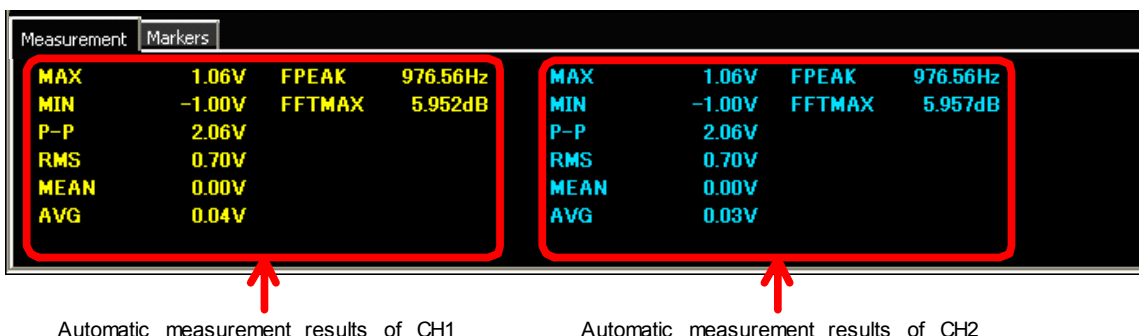 Measurement Markers
MAX 1.06V FPEAK 976.56Hz MAX 1.06V FPEAK 976.56Hz
MIN -1.00V FFTMAX 5.952dB MIN -1.00V FFTMAX 5.957dB
P-P 2.06V P-P 2.06V
RMS 0.70V RMS 0.70V
MEAN 0.00V MEAN 0.00V
AVG 0.04V AVG 0.03V
Automatic measurement results of CH1 Automatic measurement results of CH2